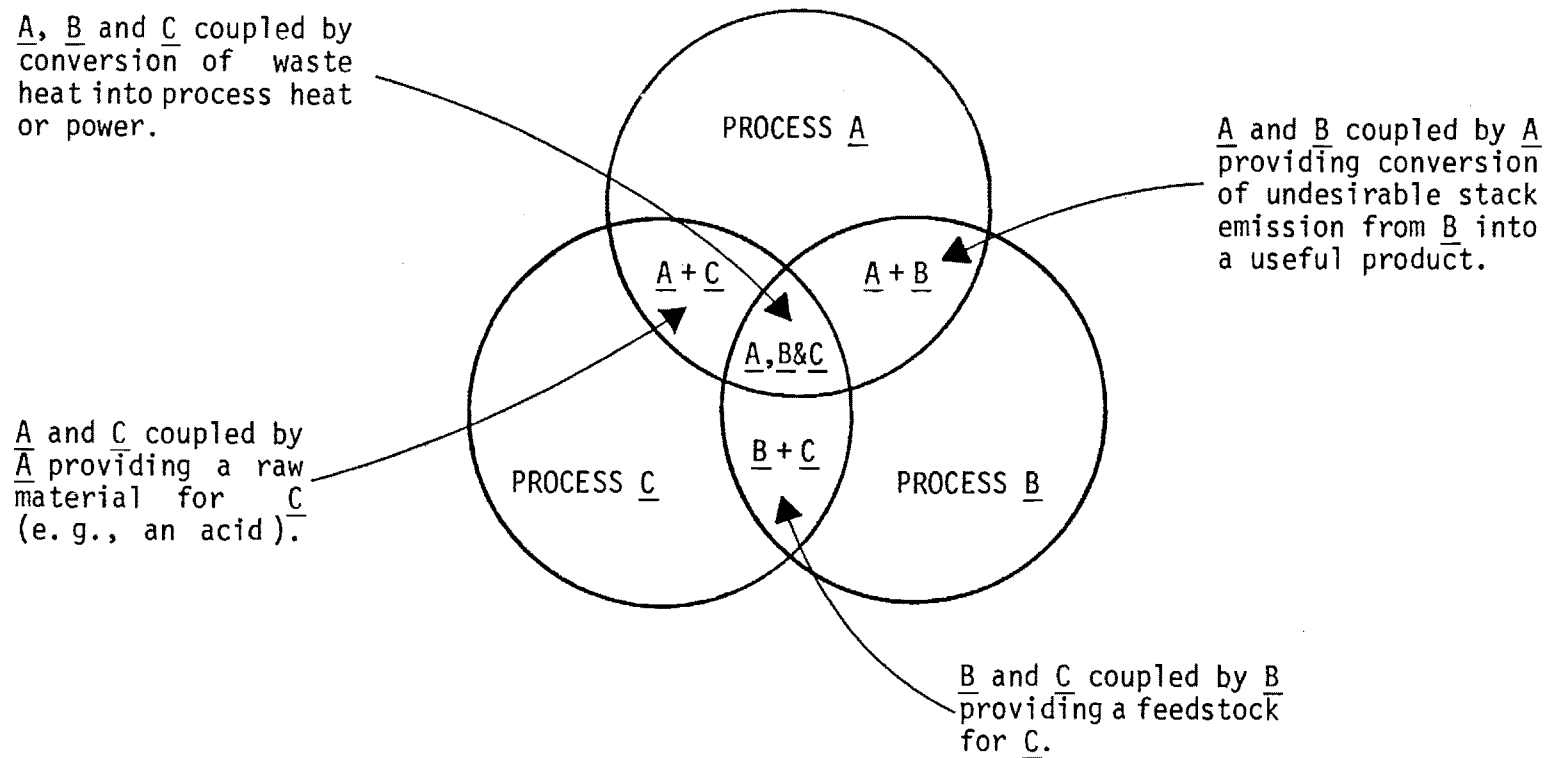 A, B and C coupled by
conversion of waste
heat into process heat
or power.
PROCESS A
A and B coupled by A
providing conversion
of undesirable stack
emission from B into
a useful product.
A + C
A + B
A,B&C
A and C coupled by
A providing a raw
material for C
(e.g., an acid).
B + C
PROCESS C
PROCESS B
B and C coupled by B
providing a feedstock
for C.